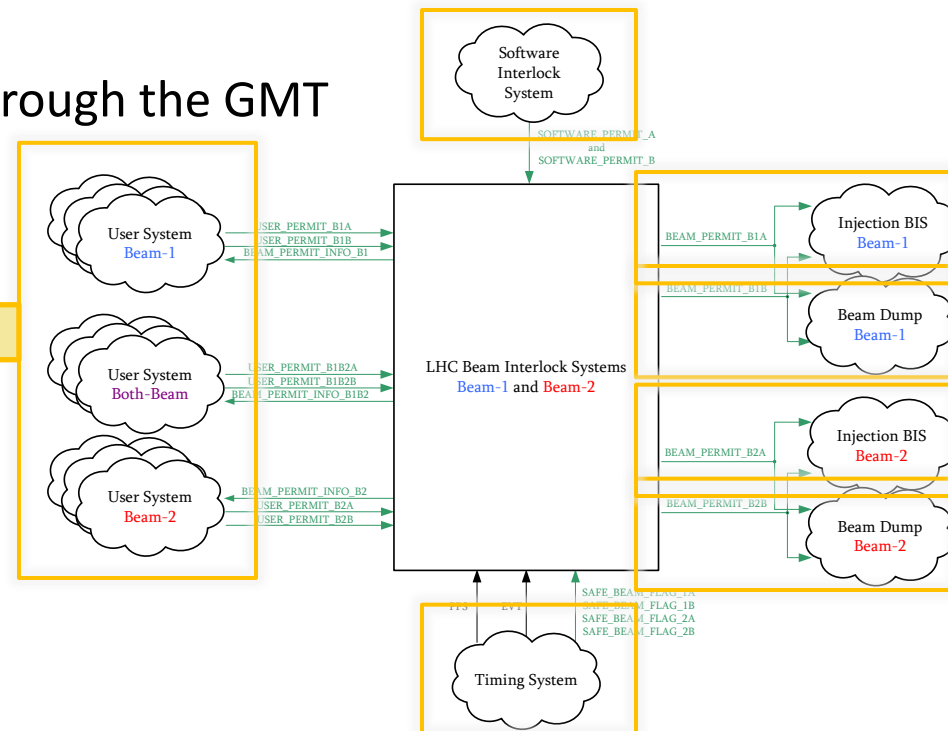 rough the GMT
Software
Interlock
System
SOFTWARE_PERMIT_A
and
SOFTWARE_PERMIT_B
User System
Beam-1
USER_PERMIT_B1A
USER_PERMIT_B1B
BEAM_PERMIT_INFO_B1
User System
Both-Beam
USER_PERMIT_B1B2A
USER_PERMIT_B1B2B
BEAM_PERMIT_INFO_B1B2
User System
Beam-2
BEAM_PERMIT_INFO_B2
USER_PERMIT_B2A
USER_PERMIT_B2B
LHC Beam Interlock Systems
Beam-1 and Beam-2
BEAM_PERMIT_B1A
BEAM_PERMIT_B1B
Injection BIS
Beam-1
Beam Dump
Beam-1
BEAM_PERMIT_B2A
BEAM_PERMIT_B2B
Injection BIS
Beam-2
Beam Dump
Beam-2
EVT
SAFE_BEAM_FLAG_1A
SAFE_BEAM_FLAG_1B
SAFE_BEAM_FLAG_2A
SAFE_BEAM_FLAG_2B
Timing System